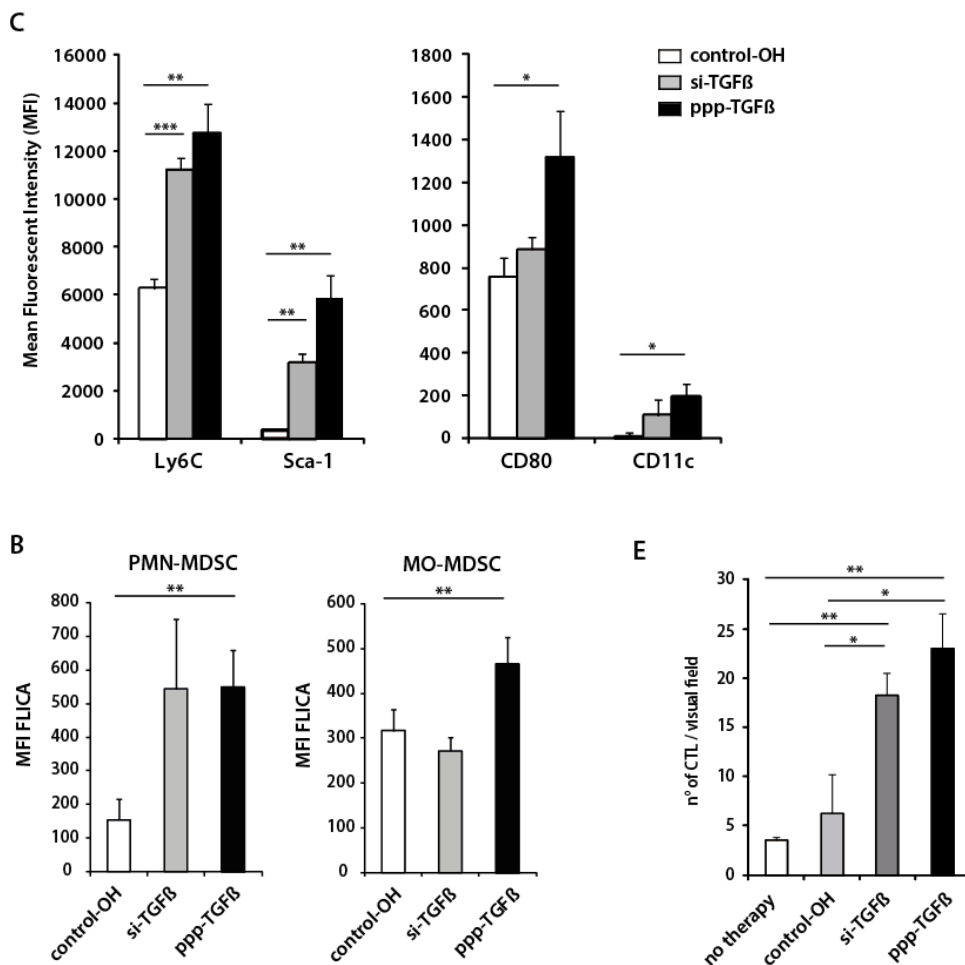 C
Mean Fluorescent Intensity (MFI)
16000
14000
12000
10000
8000
6000
4000
2000
0
**
***
**
**
Ly6C
Sca-1
1800
1600
1400
1200
1000
800
600
400
200
0
*
*
CD80
CD11c
control-OH
si-TGFß
ppp-TGFß
B
PMN-MDSC
MFI FLICA
800
700
600
500
400
300
200
100
0
**
control-OH
si-TGFß
ppp-TGFß
MO-MDSC
MFI FLICA
600
500
400
300
200
100
0
**
control-OH
si-TGFß
ppp-TGFß
E
n° of CTL / visual field
30
25
20
15
10
5
0
**
*
**
*
no therapy
control-OH
si-TGFß
ppp-TGFß